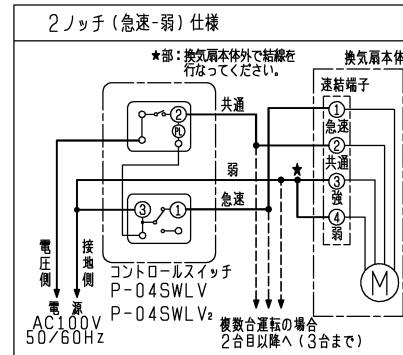 2ノッチ(急速-弱)仕様
★部：換気扇本体外で結線を
行なってください。
換気扇本体
速結端子
共通
②
PL
①
急速
②
共通
③
強
④
弱
弱
★
急速
③
①
M
電圧側
接地側
コントロールスイッチ
P-04SWLV
P-04SWLV₂
電源
AC100V
50/60Hz
複数台運転の場合
2台目以降へ(3台まで)